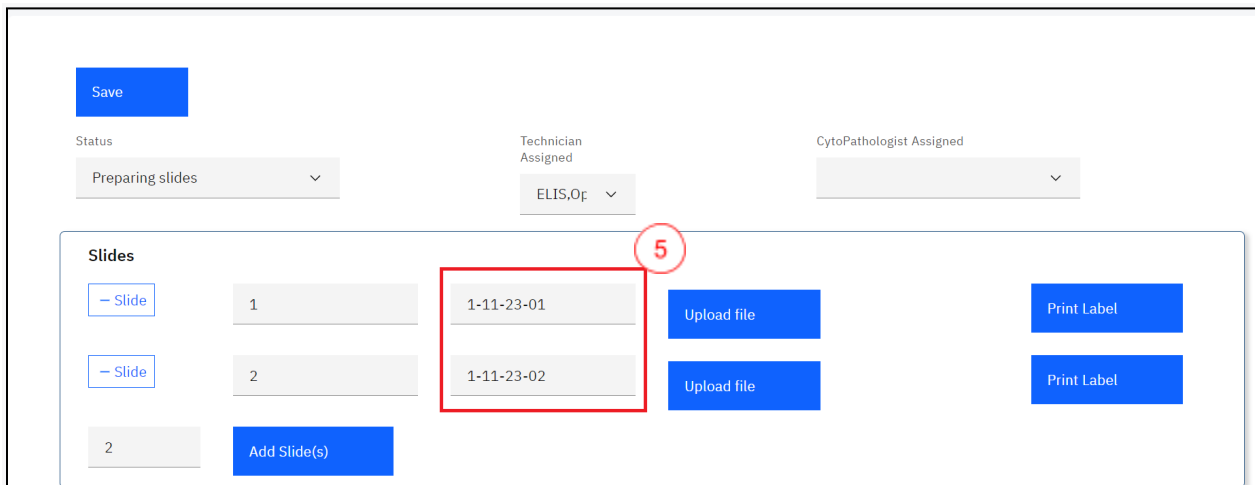 Save
Status
Technician
Assigned
CytoPathologist Assigned
Preparing slides
ELIS,Op
5
Slides
− Slide
1
1-11-23-01
Upload file
Print Label
− Slide
2
1-11-23-02
Upload file
Print Label
2
Add Slide(s)